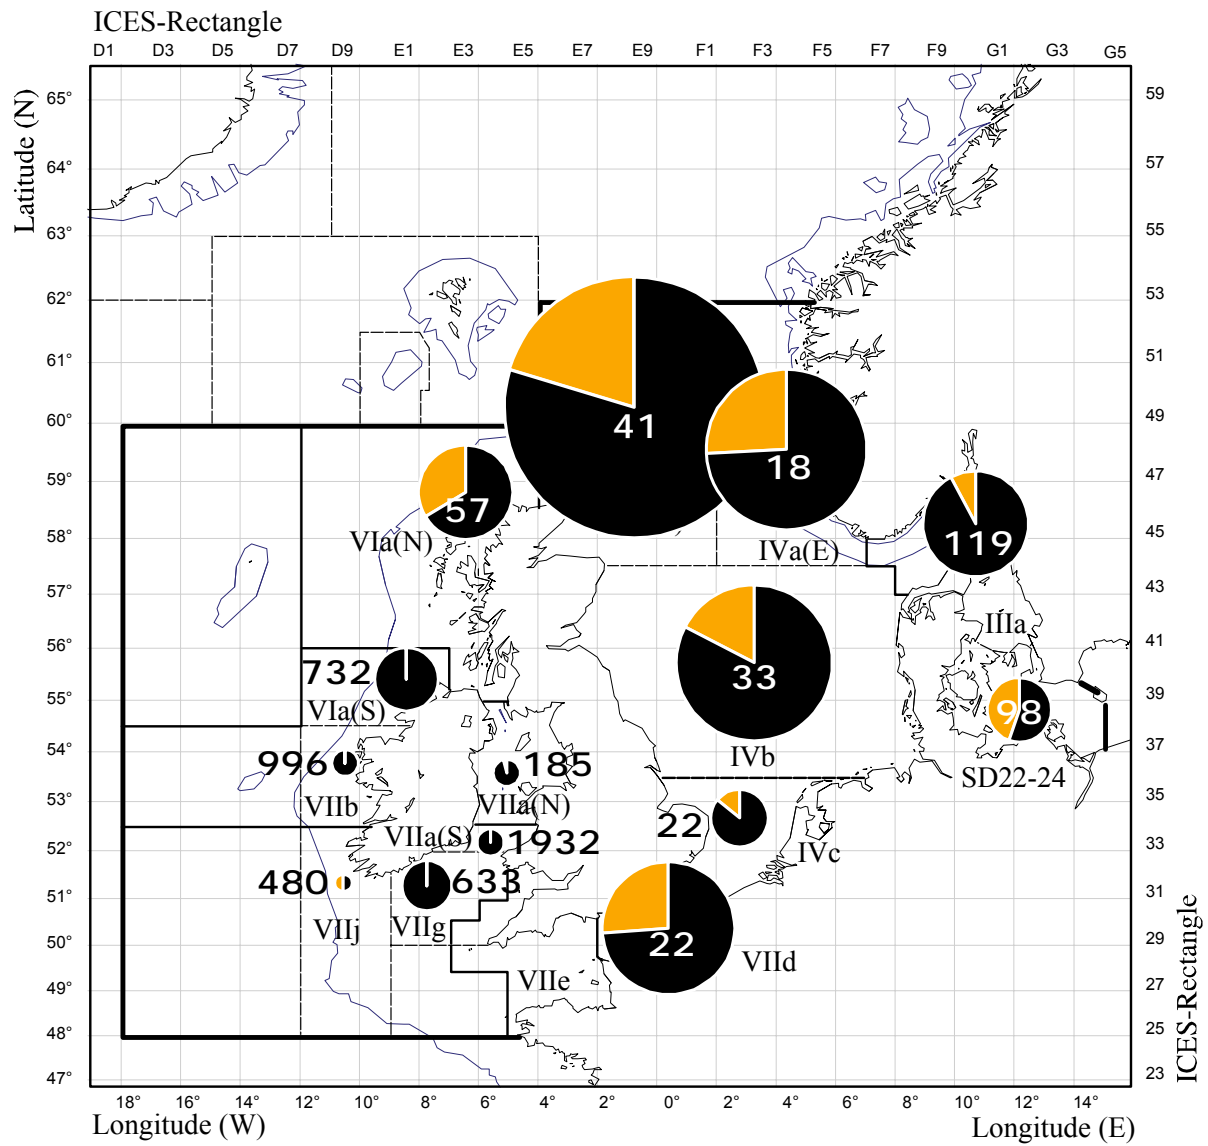 ICES-Rectangle
D1 D3 D5 D7 D9 E1 E3 E5 E7 E9 F1 F3 F5 F7 F9 G1 G3 G5
Latitude (N)
65° 59
64° 57
63° 55
62° 53
61° 51
60° 49
41
18
59° 47
57
58° 45
119
VIa(N)
IVa(E)
57° 43
IIIa
56° 41
732
33
55° 39
98
VIa(S)
54° 37
IVb
996
185
SD22-24
53° 35
VIIb
VIIa(N)
22
VIIa(S)
1932
52° 33
IVc
480
633
51° 31
VIIj
VIIg
50° 29
22
VIId
VIIe
49° 27
48° 25
47° 23
ICES-Rectangle
18° 16° 14° 12° 10° 8° 6° 4° 2° 0° 2° 4° 6° 8° 10° 12° 14°
Longitude (W)
Longitude (E)